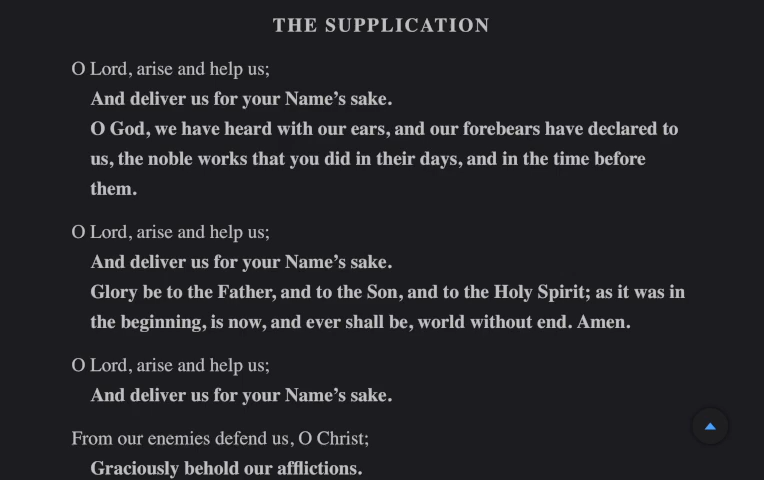 THE SUPPLICATION
O Lord, arise and help us;
And deliver us for your Name’s sake.
O God, we have heard with our ears, and our forebears have declared to
us, the noble works that you did in their days, and in the time before
them.
O Lord, arise and help us;
And deliver us for your Name’s sake.
Glory be to the Father, and to the Son, and to the Holy Spirit; as it was in
the beginning, is now, and ever shall be, world without end. Amen.
O Lord, arise and help us;
And deliver us for your Name’s sake.
From our enemies defend us, O Christ;
Graciously behold our afflictions.